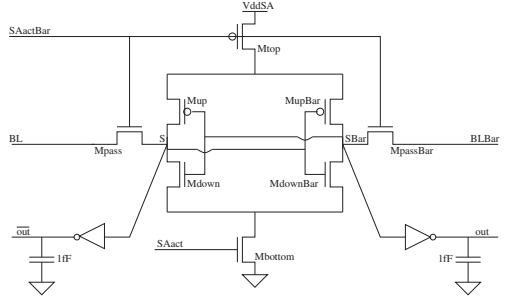 VddSA
SAactBar
Mtop
Mup
MupBar
BL
S
SBar
BLBar
Mpass
MpassBar
Mdown
MdownBar
out
SAact
out
1fF
Mbottom
1fF